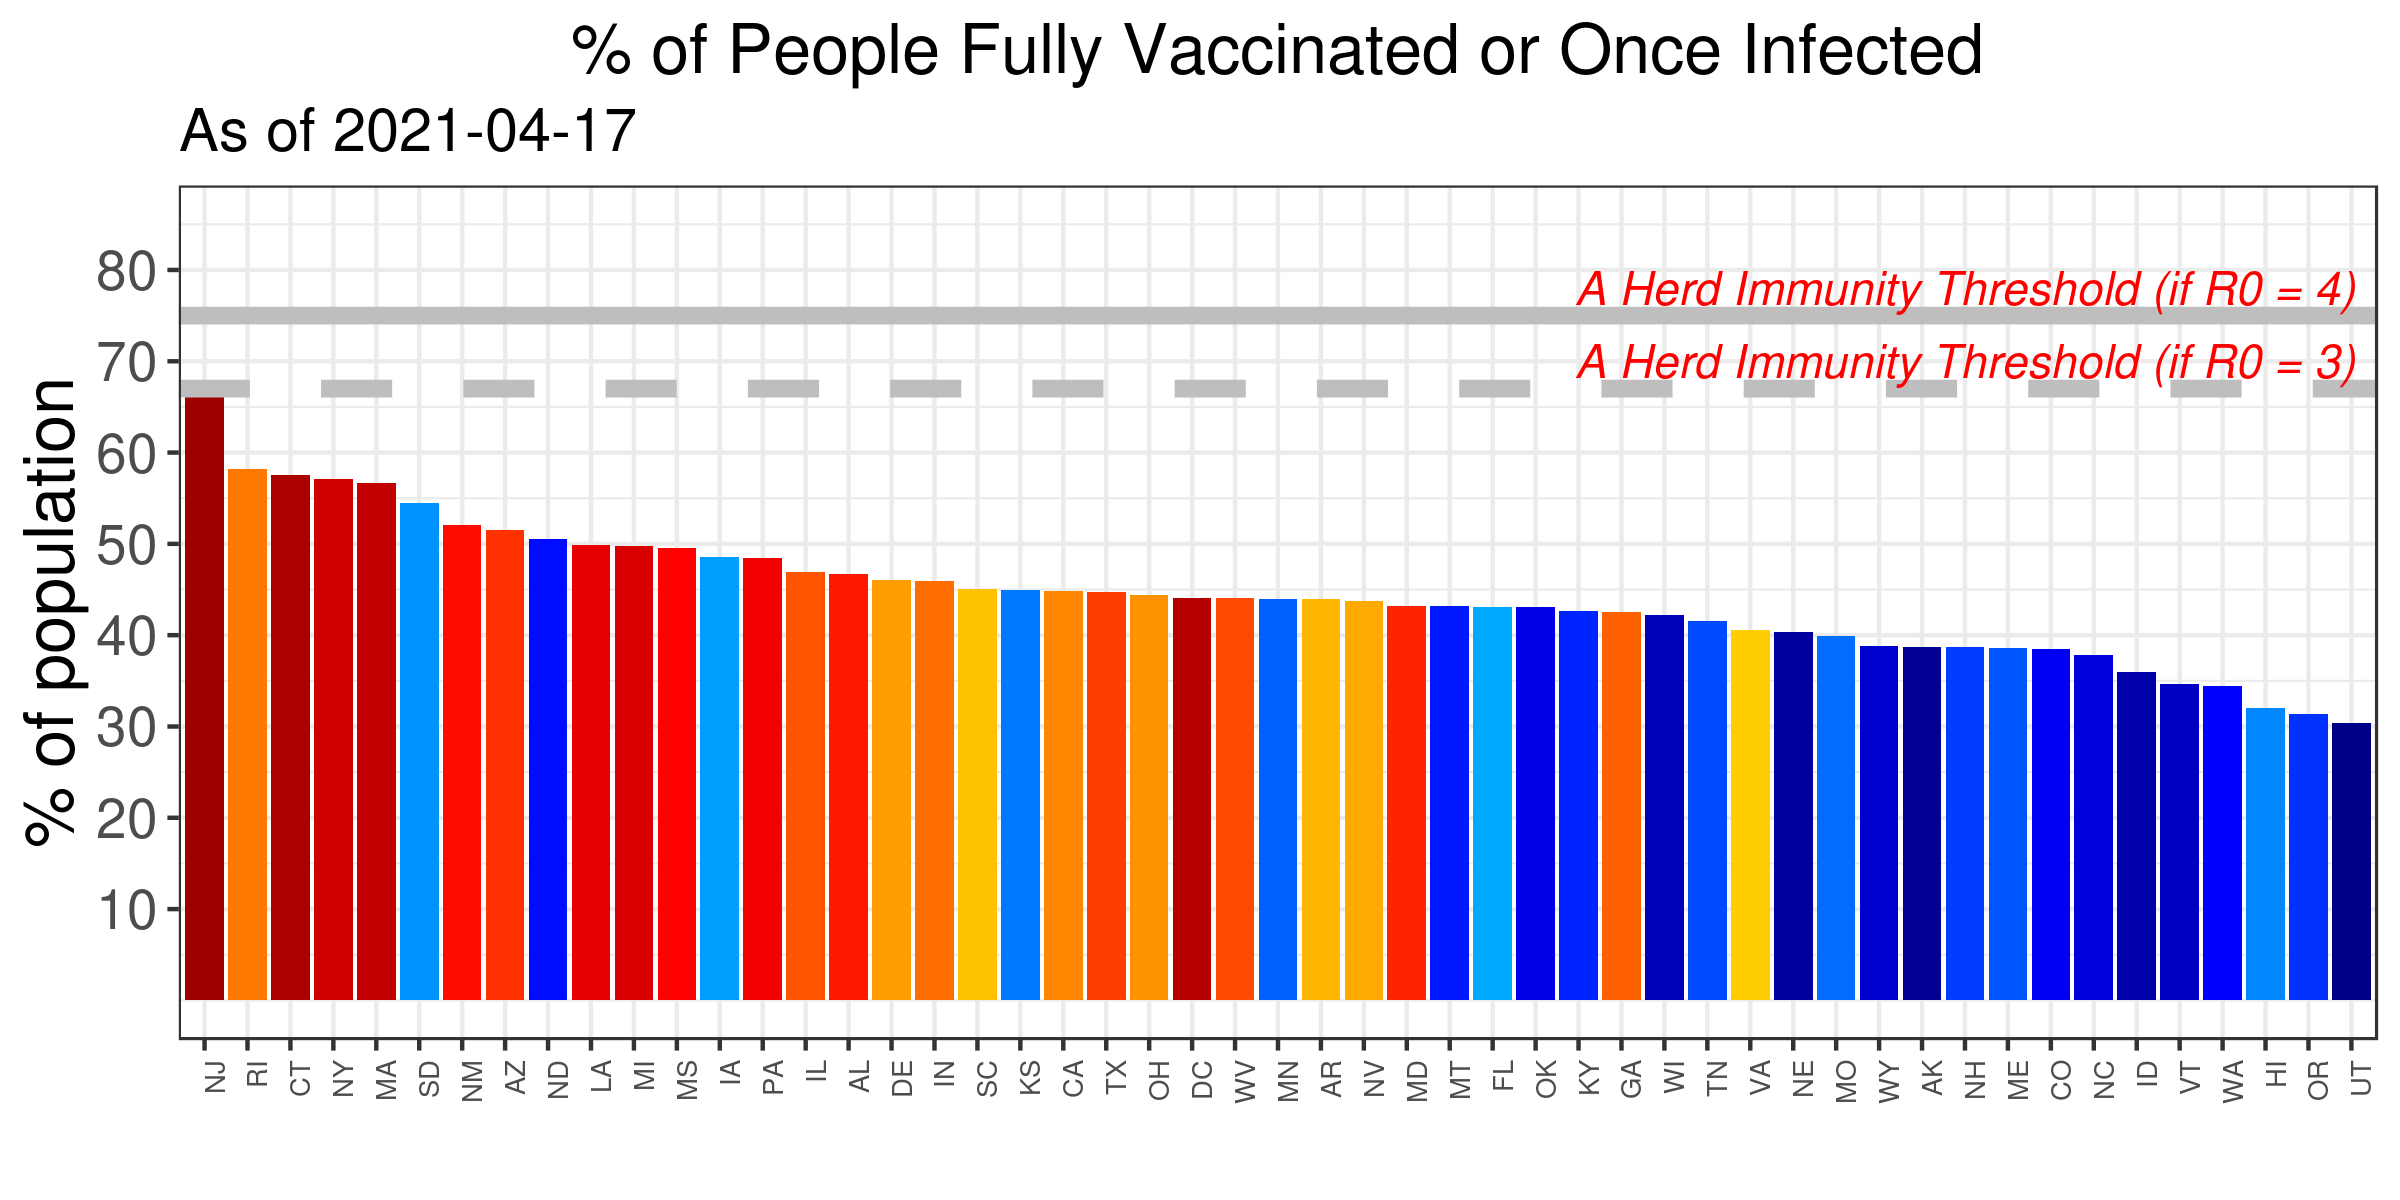 % of People Fully Vaccinated or Once Infected
As of 2021-04-17
% of population
80
70
60
50
40
30
20
10
A Herd Immunity Threshold (if R0 = 4)
A Herd Immunity Threshold (if R0 = 3)
NJ RI CT NY MA SD NM AZ ND LA MI MS IA PA IL AL DE IN SC KS CA TX OH DC WV MN AR NV MD MT FL OK KY GA WI TN VA NE MO WY AK NH ME CO NC ID VT WA HI OR UT